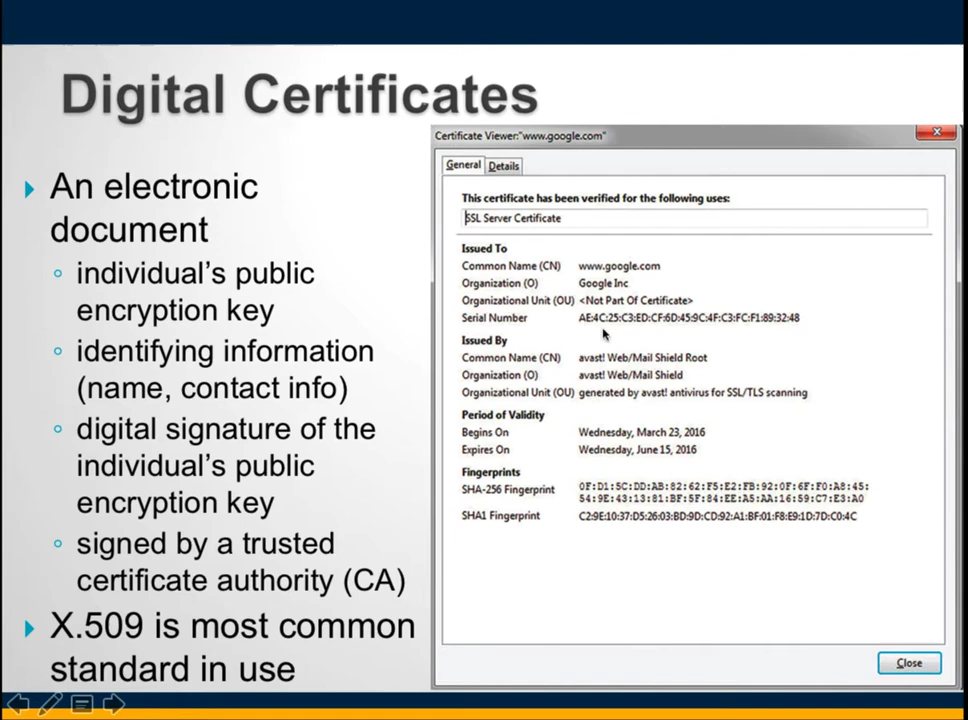 Digital Certificates
An electronic
document
individual's public
encryption key
identifying information
(name, contact info)
digital signature of the
individual's public
encryption key
signed by a trusted
certificate authority (CA)
X.509 is most common
standard in use
Certificate Viewer:"www.google.com"
General Details
This certificate has been verified for the following uses:
SSL Server Certificate
Issued To
Common Name (CN) www.google.com
Organization (O) Google Inc
Organizational Unit (OU) <Not Part Of Certificate>
Serial Number AE:4C:25:C3:ED:CF:6D:45:9C:4F:C3:FC:F1:89:32:48
Issued By
Common Name (CN) avast! Web/Mail Shield Root
Organization (O) avast! Web/Mail Shield
Organizational Unit (OU) generated by avast! antivirus for SSL/TLS scanning
Period of Validity
Begins On Wednesday, March 23, 2016
Expires On Wednesday, June 15, 2016
Fingerprints
SHA-256 Fingerprint 0F:D1:5C:DD:AB:82:62:F5:E2:FB:92:0F:6F:F0:A8:45:
54:9E:43:13:81:BF:5F:84:EE:A5:AA:16:59:C7:E3:A0
SHA1 Fingerprint C2:9E:10:37:D5:26:03:BD:9D:CD:92:A1:BF:01:F8:E9:1D:7D:C0:4C
Close